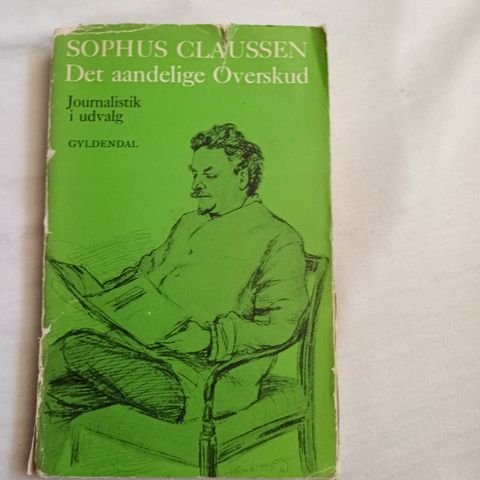 SOPHUS CLAUSSEN
Det aandelige Overskud
Journalistik
i udvalg
GYLDENDAL